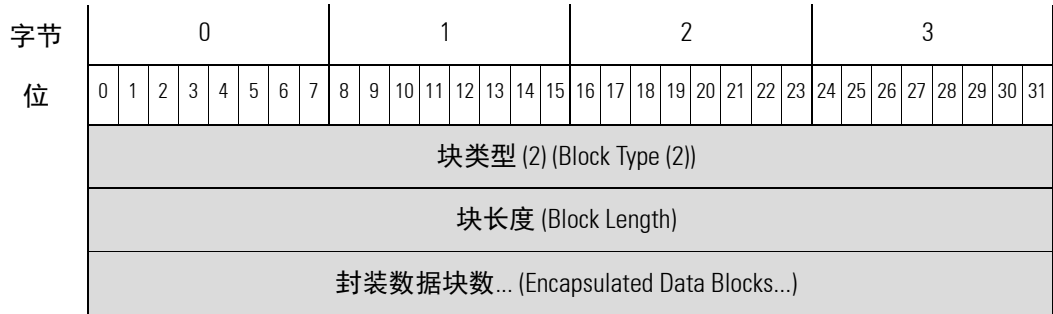 字节 0 1 2 3
位 0 1 2 3 4 5 6 7 8 9 10 11 12 13 14 15 16 17 18 19 20 21 22 23 24 25 26 27 28 29 30 31
块类型 (2) (Block Type (2))
块长度 (Block Length)
封装数据块数... (Encapsulated Data Blocks...)